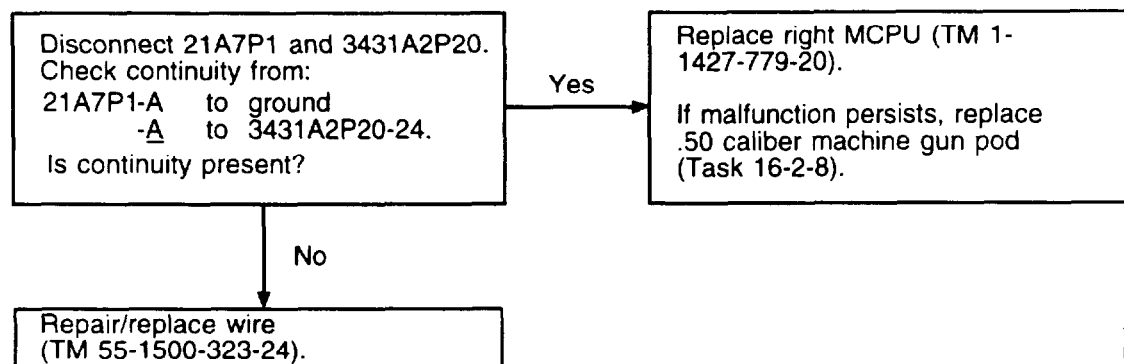 Disconnect 21A7P1 and 3431A2P20.
Check continuity from:
21A7P1-A to ground
-A to 3431A2P20-24.
Is continuity present?
Yes
Replace right MCPU (TM 1-
1427-779-20).
If malfunction persists, replace
.50 caliber machine gun pod
(Task 16-2-8).
No
Repair/replace wire
(TM 55-1500-323-24).